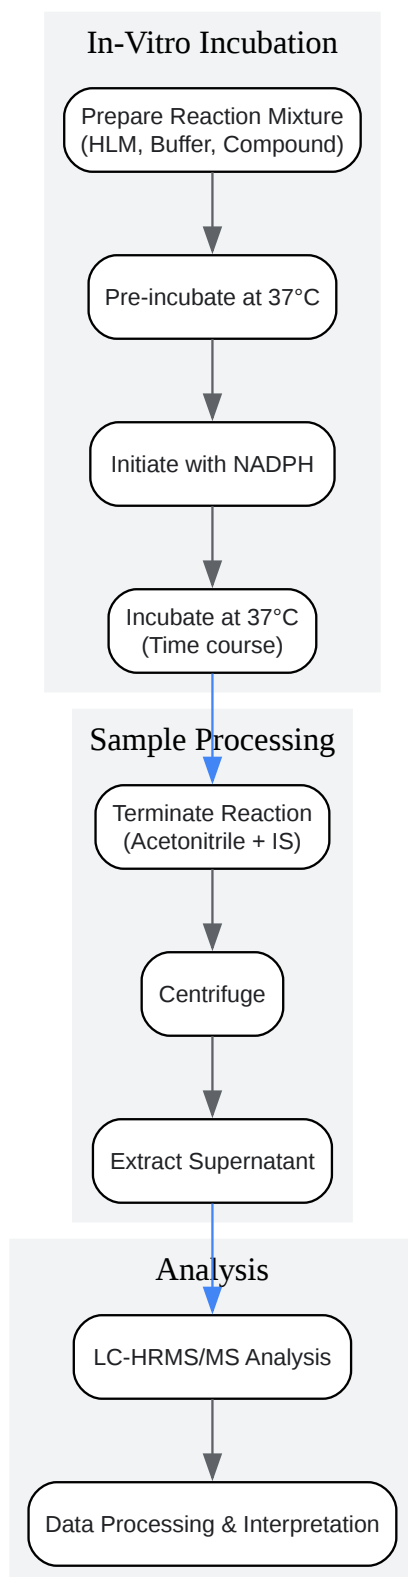 In-Vitro Incubation
Prepare Reaction Mixture
(HLM, Buffer, Compound)
Pre-incubate at 37°C
Initiate with NADPH
Incubate at 37°C
(Time course)
Sample Processing
Terminate Reaction
(Acetonitrile + IS)
Centrifuge
Extract Supernatant
Analysis
LC-HRMS/MS Analysis
Data Processing & Interpretation